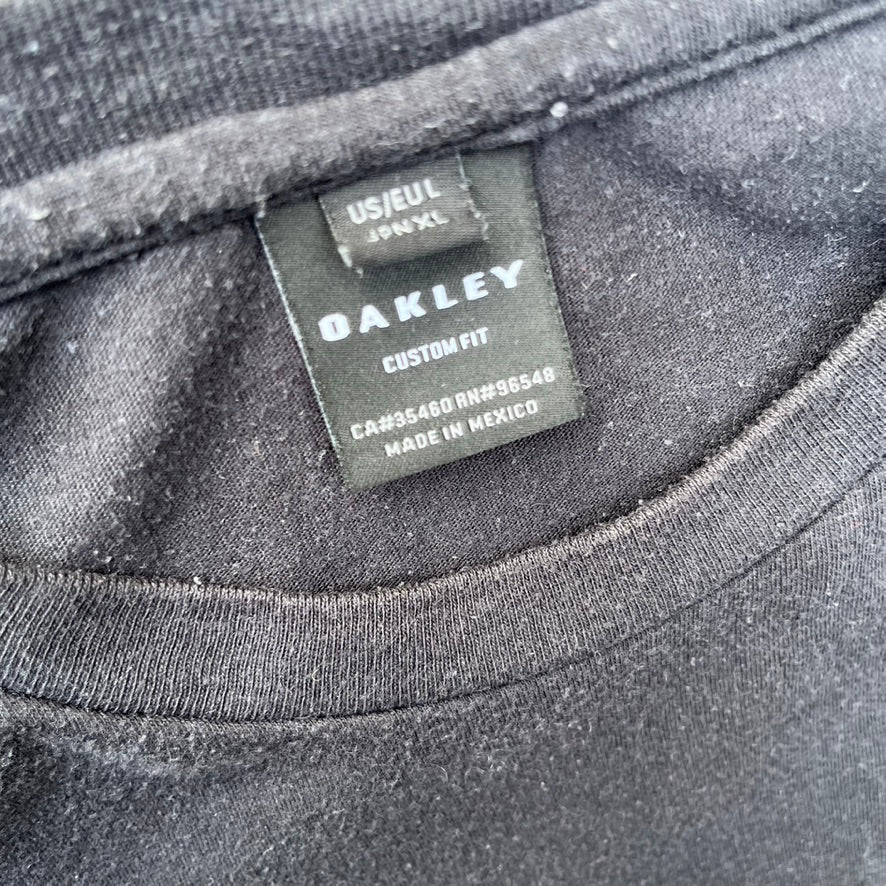 US/EU L
JPN XL
OAKLEY
CUSTOM FIT
CA#35460 RN#96548
MADE IN MEXICO